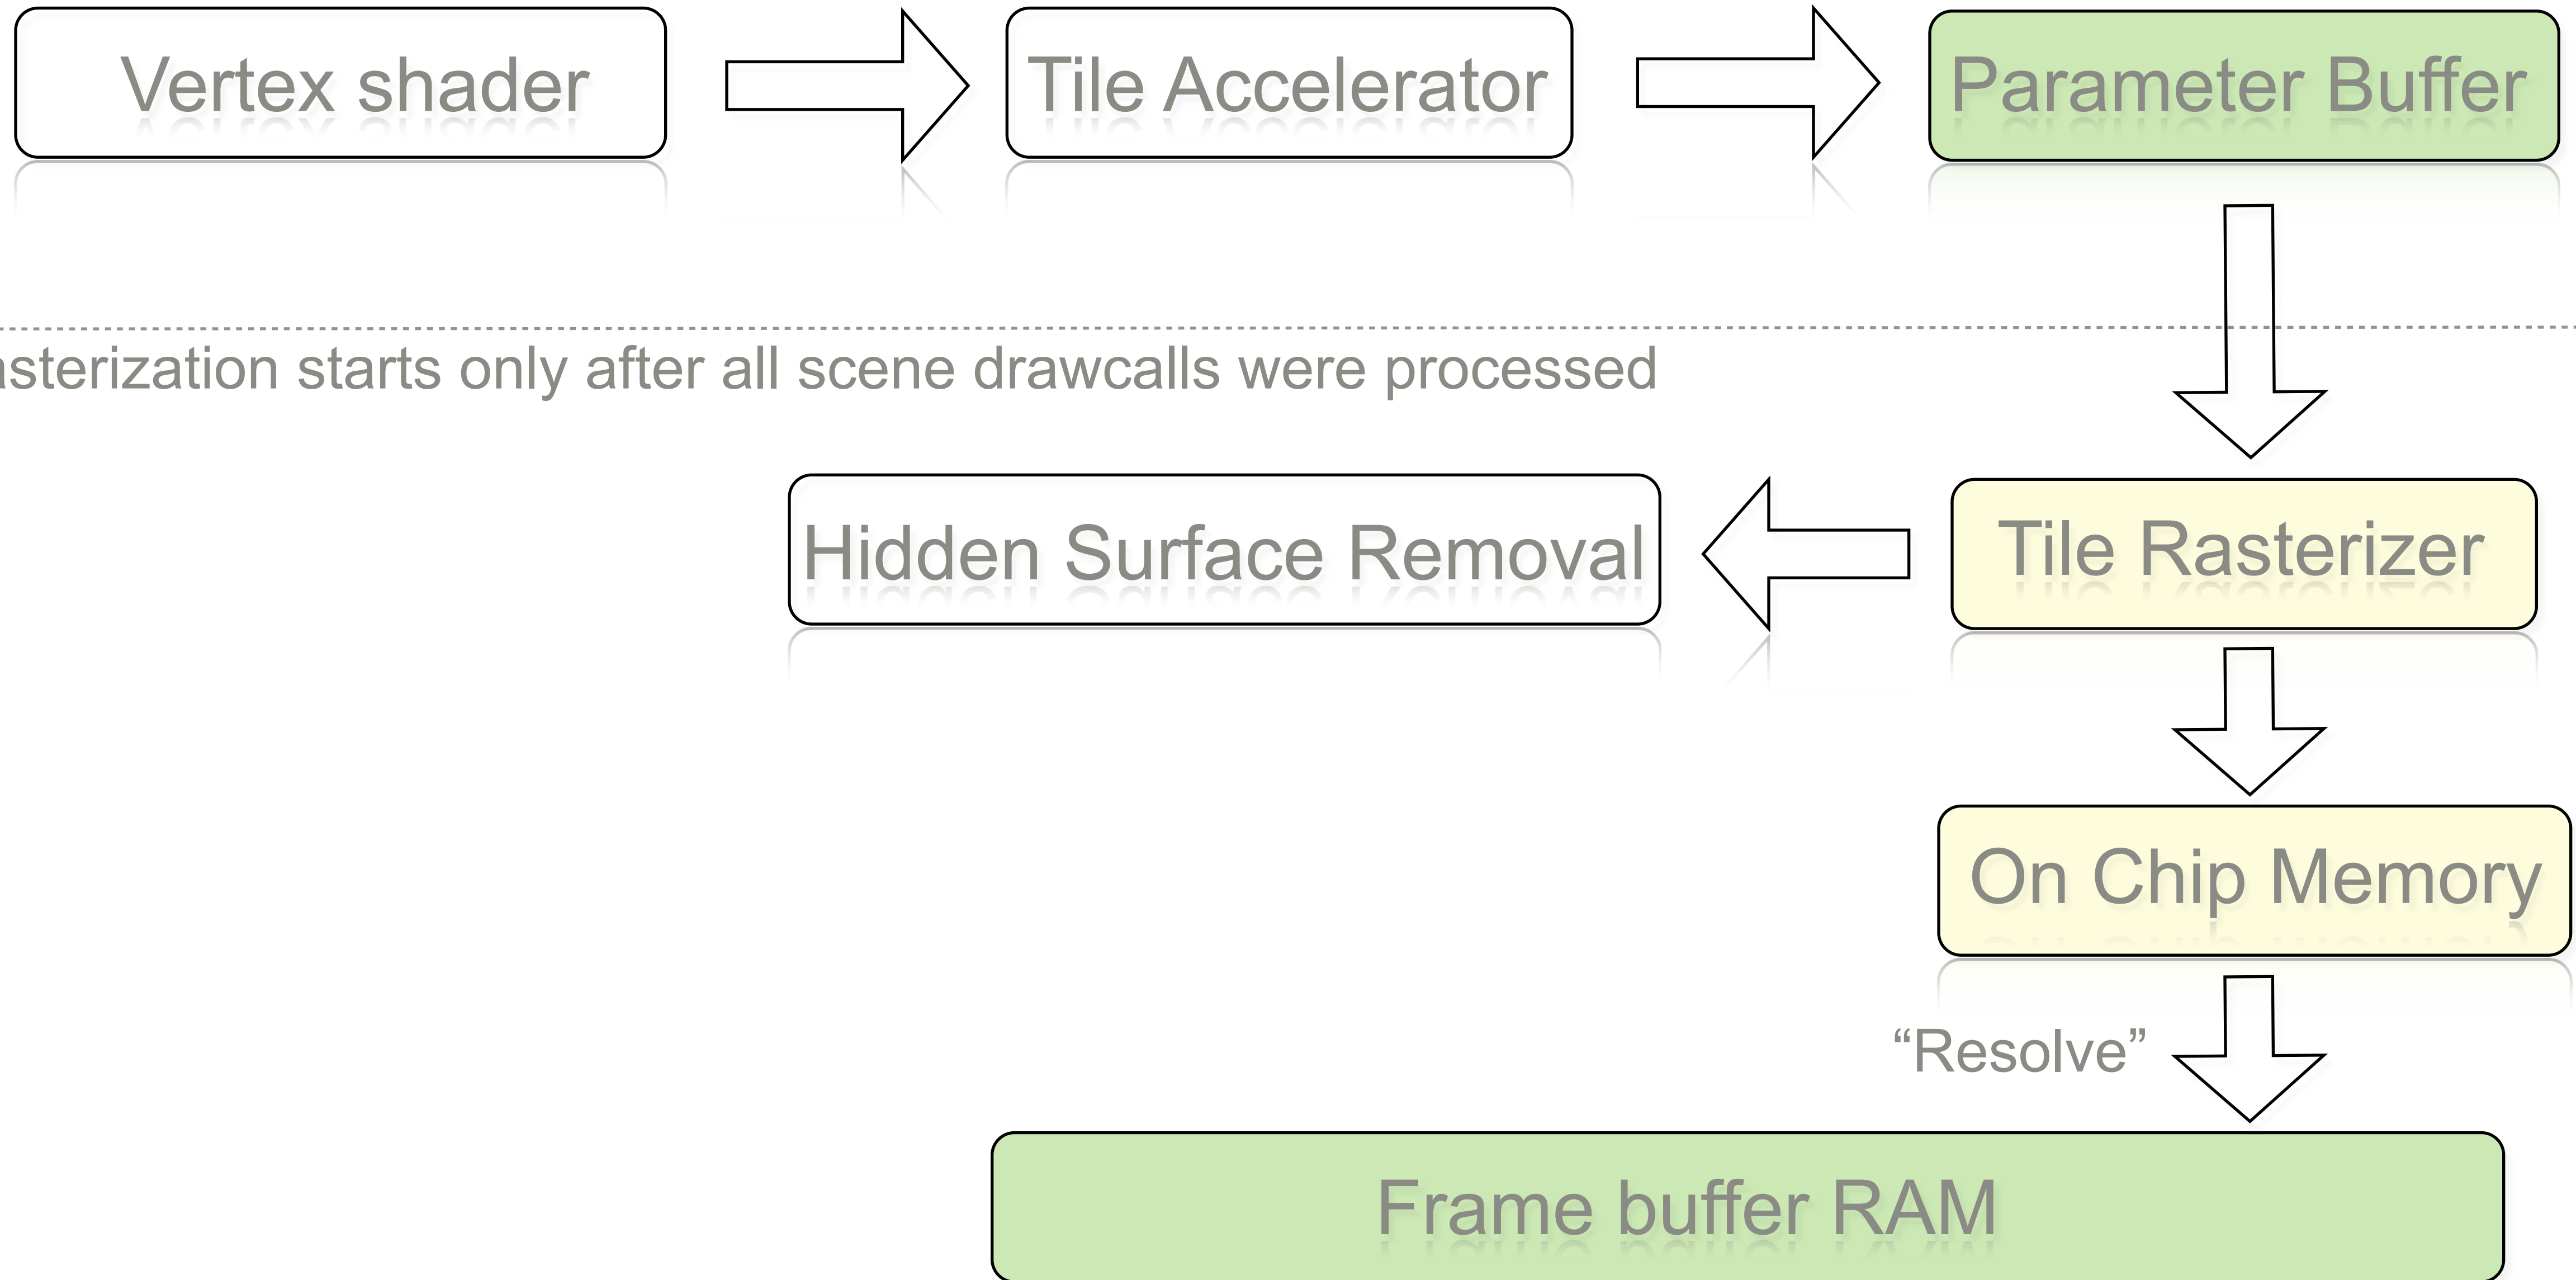 Vertex shader
Tile Accelerator
Parameter Buffer
asterization starts only after all scene drawcalls were processed
Hidden Surface Removal
Tile Rasterizer
On Chip Memory
“Resolve”
Frame buffer RAM